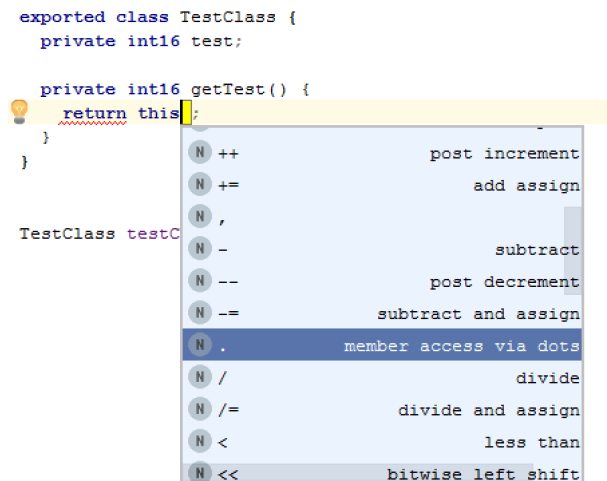 exported class TestClass {
private int16 test;
private int16 getTest() {
return this ;
}
}
TestClass testC
N ++ post increment
N += add assign
N ,
N - subtract
N -- post decrement
N -= subtract and assign
N . member access via dots
N / divide
N /= divide and assign
N < less than
N << bitwise left shift